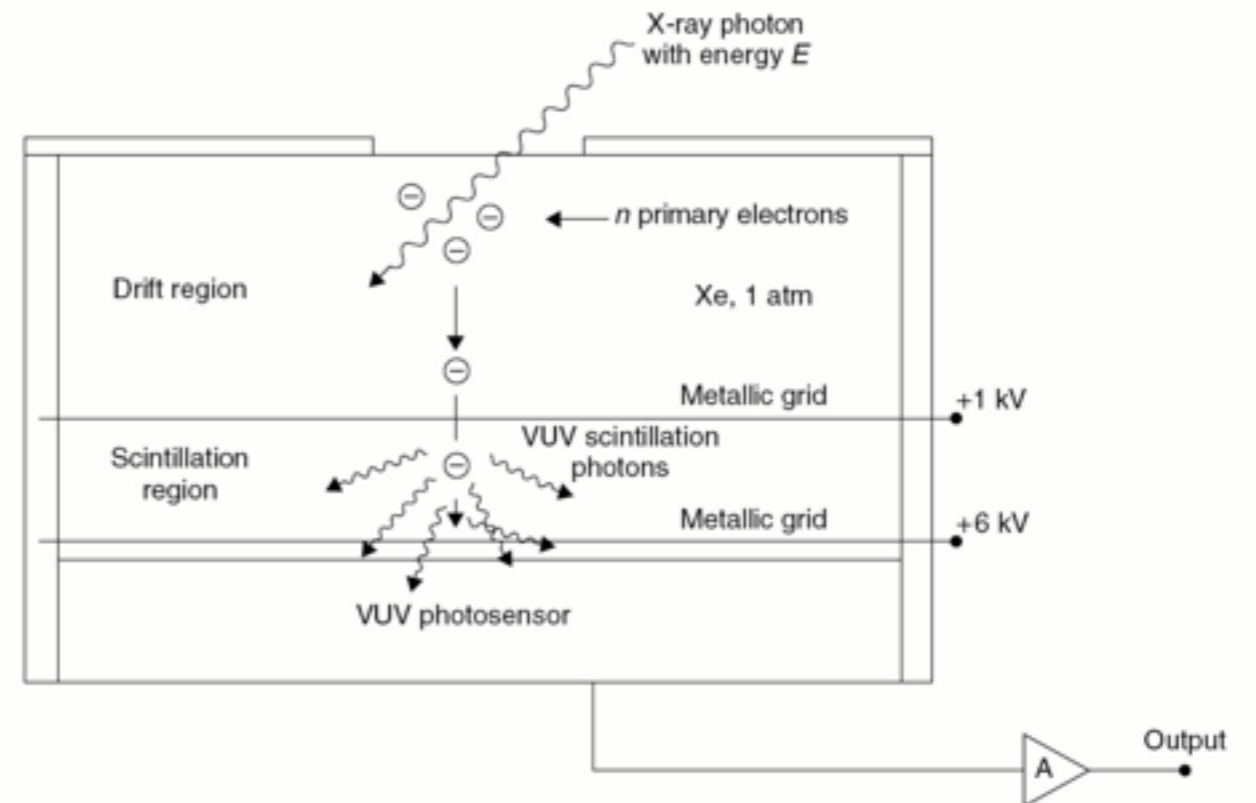 X-ray photon
with energy E
n primary electrons
Drift region
Xe, 1 atm
Metallic grid
+1 kV
VUV scintillation
photons
Scintillation
region
Metallic grid
+6 kV
VUV photosensor
Output
A